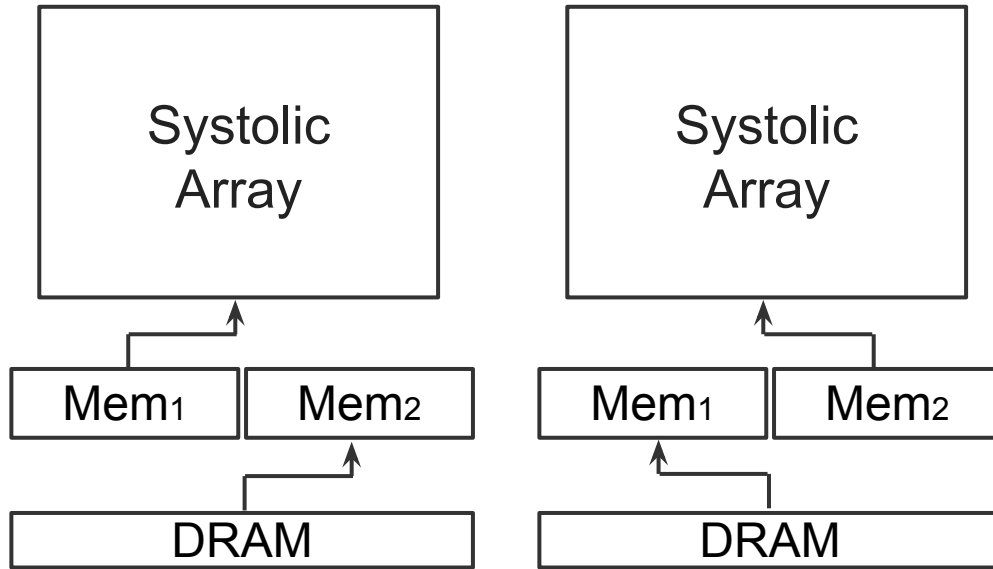 Systolic
Array
Mem1
Mem2
DRAM
Systolic
Array
Mem1
Mem2
DRAM